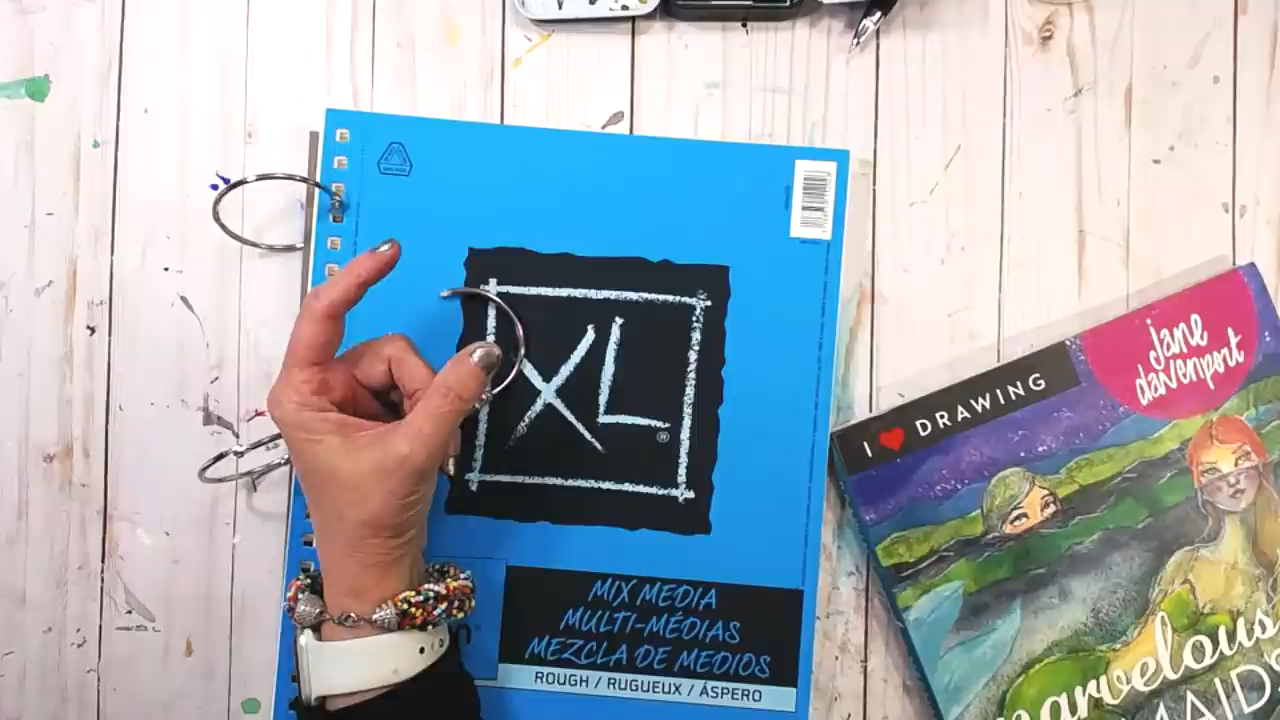 XL
®
MIX MEDIA
MULTI-MÉDIAS
MEZCLA DE MEDIOS
ROUGH / RUGUEUX / ÁSPERO
jane
davenport
I ❤ DRAWING
marvelous